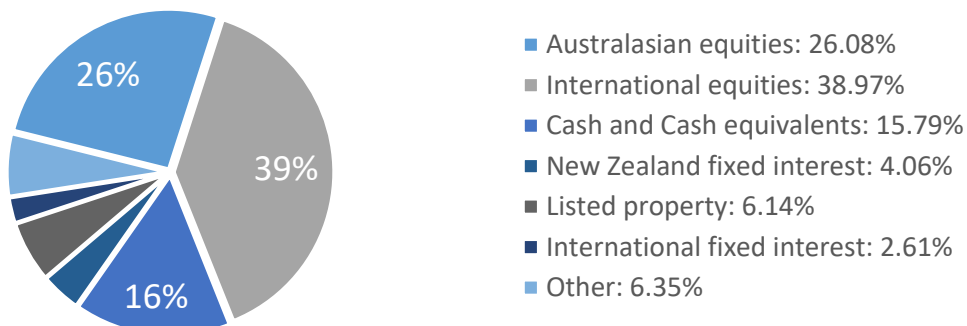 26%
39%
16%
Australasian equities: 26.08%
International equities: 38.97%
Cash and Cash equivalents: 15.79%
New Zealand fixed interest: 4.06%
Listed property: 6.14%
International fixed interest: 2.61%
Other: 6.35%